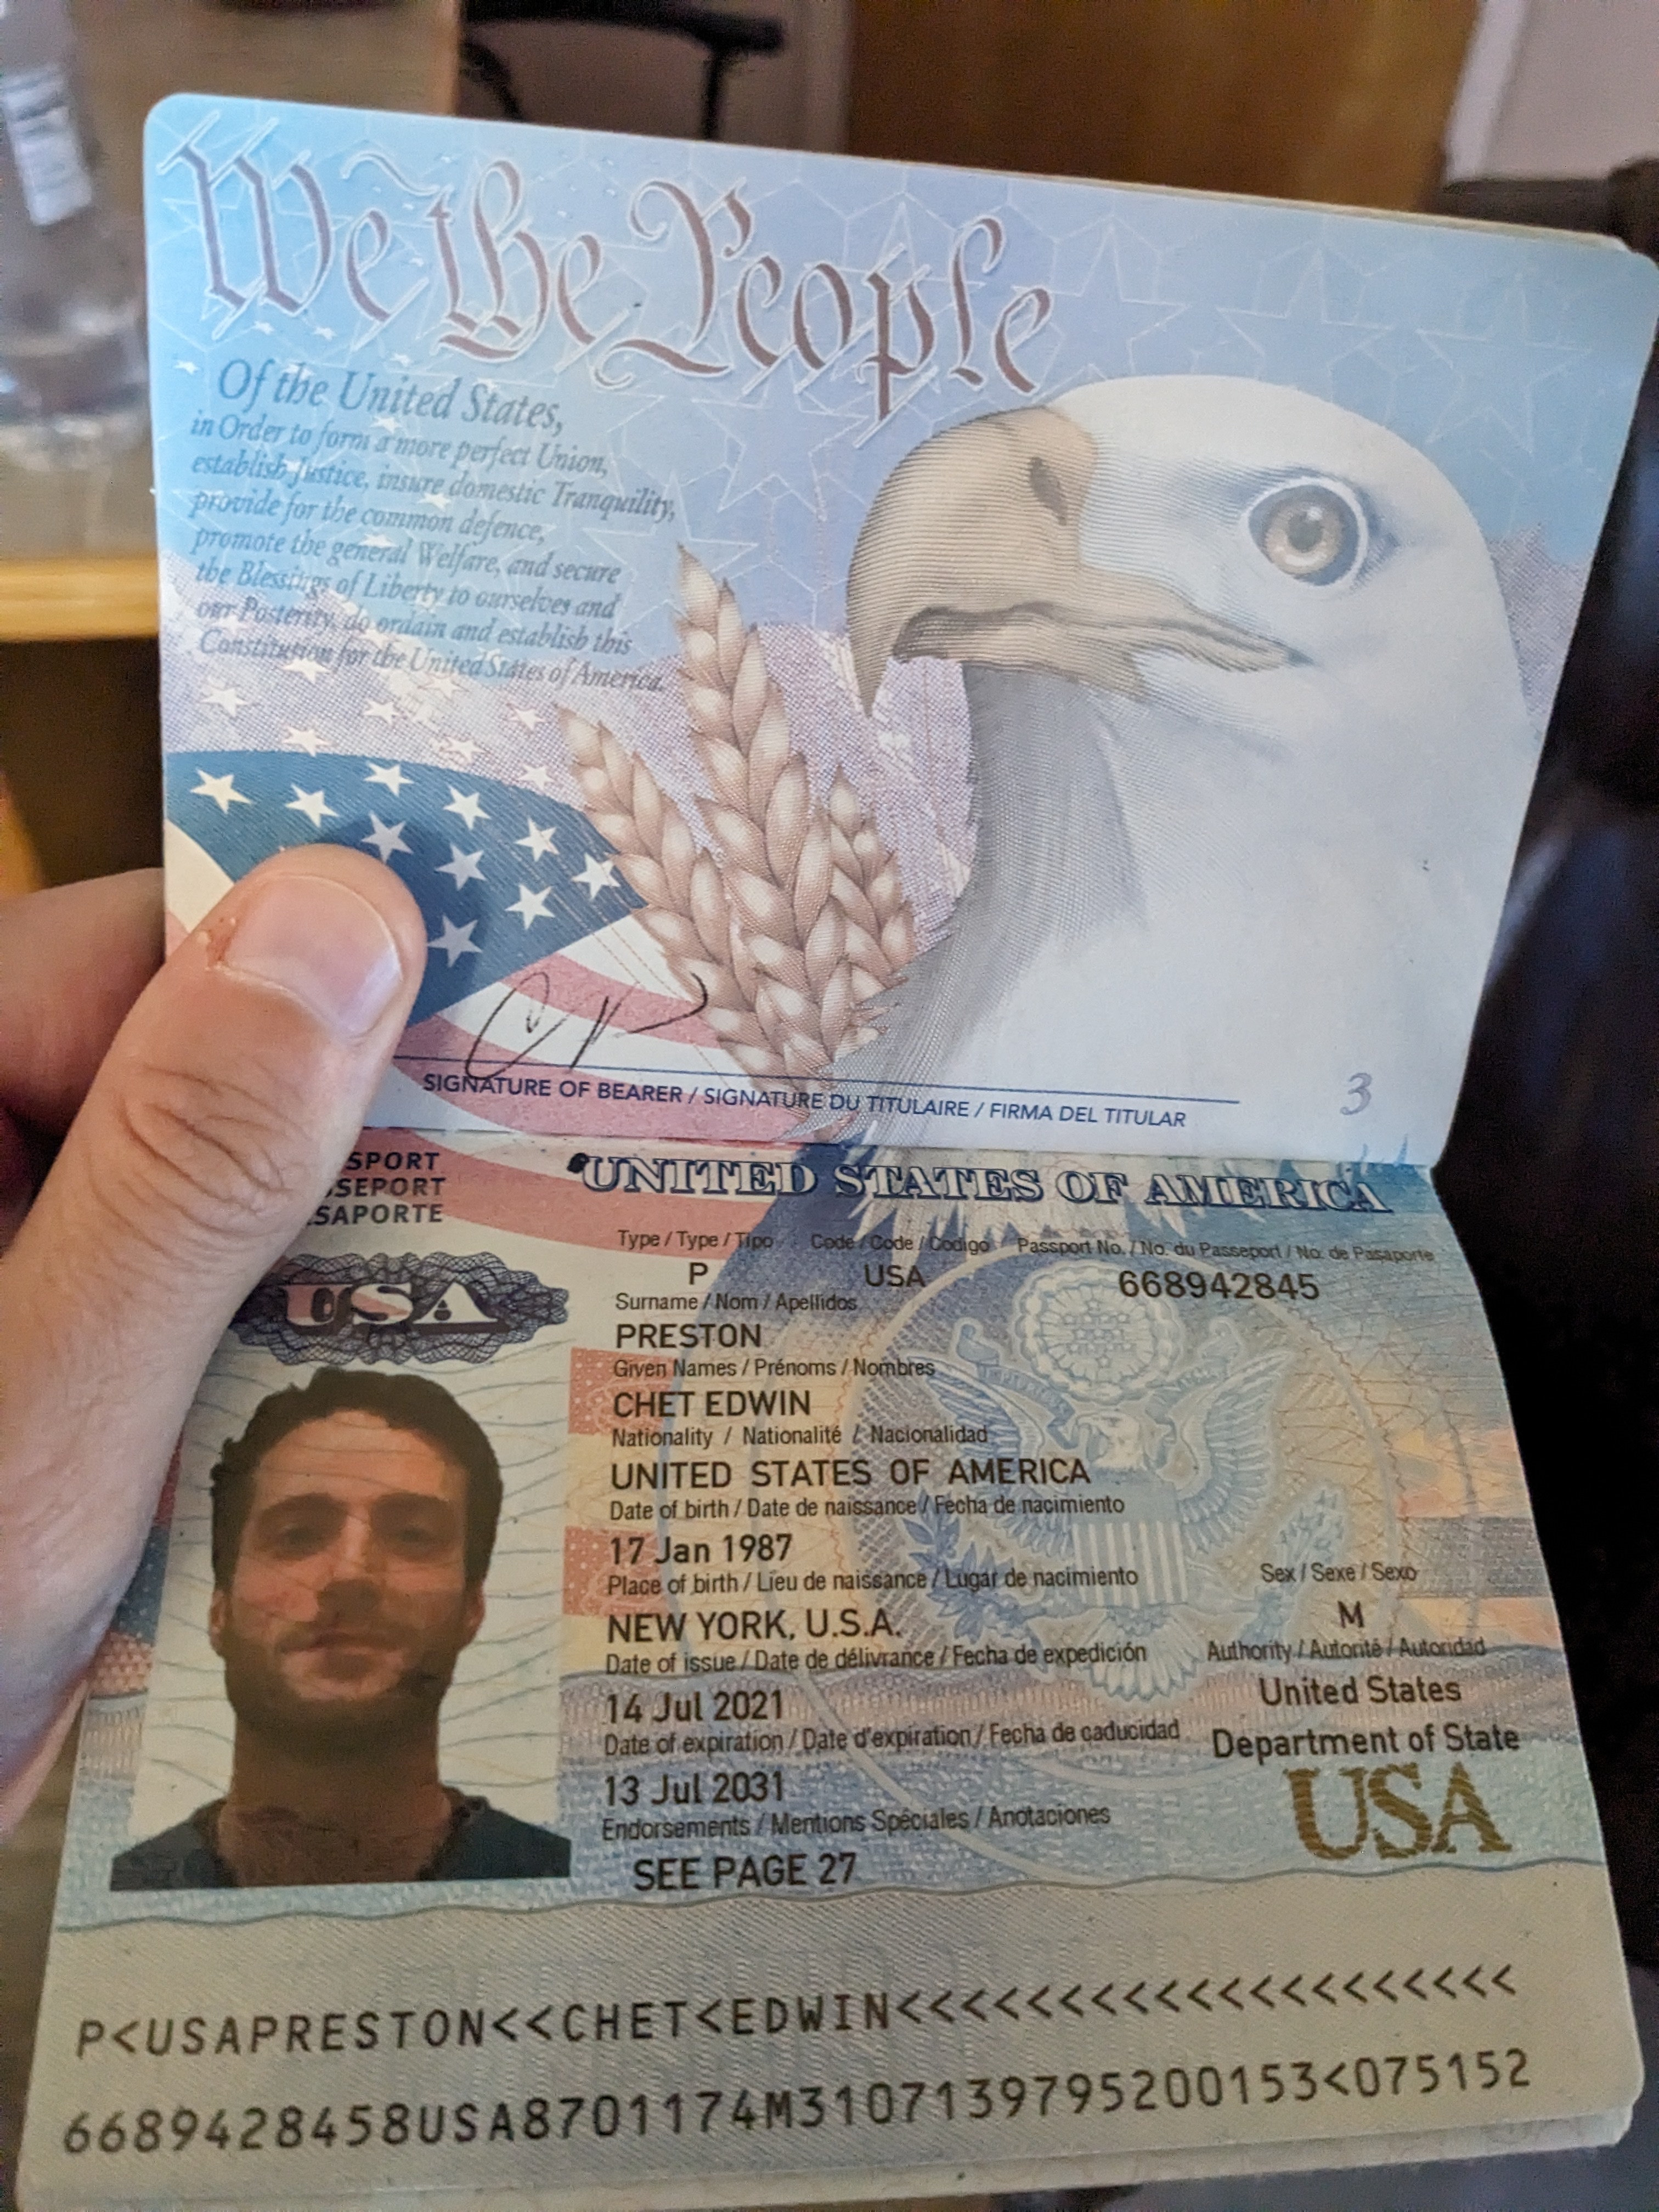 We the People
Of the United States,
in Order to form a more perfect Union,
establish Justice, insure domestic Tranquility,
provide for the common defence,
promote the general Welfare, and secure
the Blessings of Liberty to ourselves and
our Posterity, do ordain and establish this
Constitution for the United States of America.
SIGNATURE OF BEARER / SIGNATURE DU TITULAIRE / FIRMA DEL TITULAR
3
SPORT
SEPORT
SAPORTE
UNITED STATES OF AMERICA
USA
Type / Type / Tipo Code / Code / Codigo Passport No. / No. du Passeport / No. de Pasaporte
P USA 668942845
Surname / Nom / Apellidos
PRESTON
Given Names / Prénoms / Nombres
CHET EDWIN
Nationality / Nationalité / Nacionalidad
UNITED STATES OF AMERICA
Date of birth / Date de naissance / Fecha de nacimiento
17 Jan 1987
Place of birth / Lieu de naissance / Lugar de nacimiento Sex / Sexe / Sexo
NEW YORK, U.S.A. M
Date of issue / Date de délivrance / Fecha de expedición Authority / Autorité / Autoridad
14 Jul 2021 United States
Date of expiration / Date d'expiration / Fecha de caducidad Department of State
13 Jul 2031 USA
Endorsements / Mentions Spéciales / Anotaciones
SEE PAGE 27
P<USAPRESTON<<CHET<EDWIN<<<<<<<<<<<<<<<<<<<<
6689428458USA8701174M3107139795200153<075152